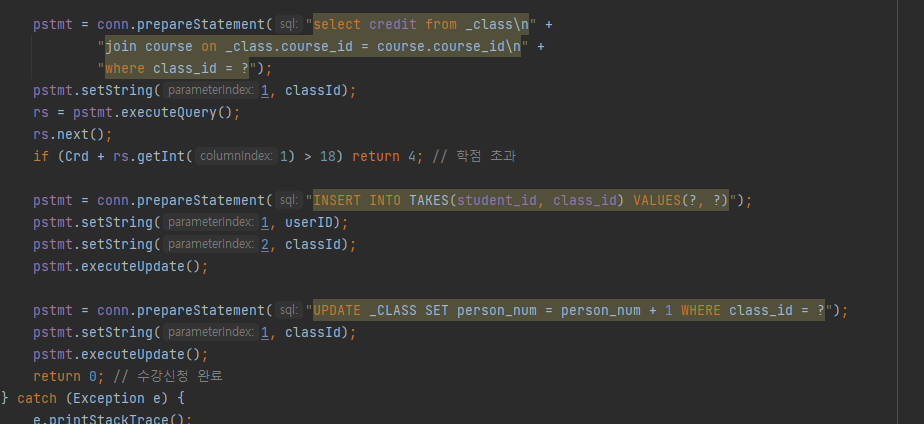 pstmt = conn.prepareStatement( sql: "select credit from _class\n" +
"join course on _class.course_id = course.course_id\n" +
"where class_id = ?");
pstmt.setString( parameterIndex: 1, classId);
rs = pstmt.executeQuery();
rs.next();
if (Crd + rs.getInt( columnIndex: 1) > 18) return 4; // 학점 초과
pstmt = conn.prepareStatement( sql: "INSERT INTO TAKES(student_id, class_id) VALUES(?, ?)");
pstmt.setString( parameterIndex: 1, userID);
pstmt.setString( parameterIndex: 2, classId);
pstmt.executeUpdate();
pstmt = conn.prepareStatement( sql: "UPDATE _CLASS SET person_num = person_num + 1 WHERE class_id = ?");
pstmt.setString( parameterIndex: 1, classId);
pstmt.executeUpdate();
return 0; // 수강신청 완료
} catch (Exception e) {
e.printStackTrace();